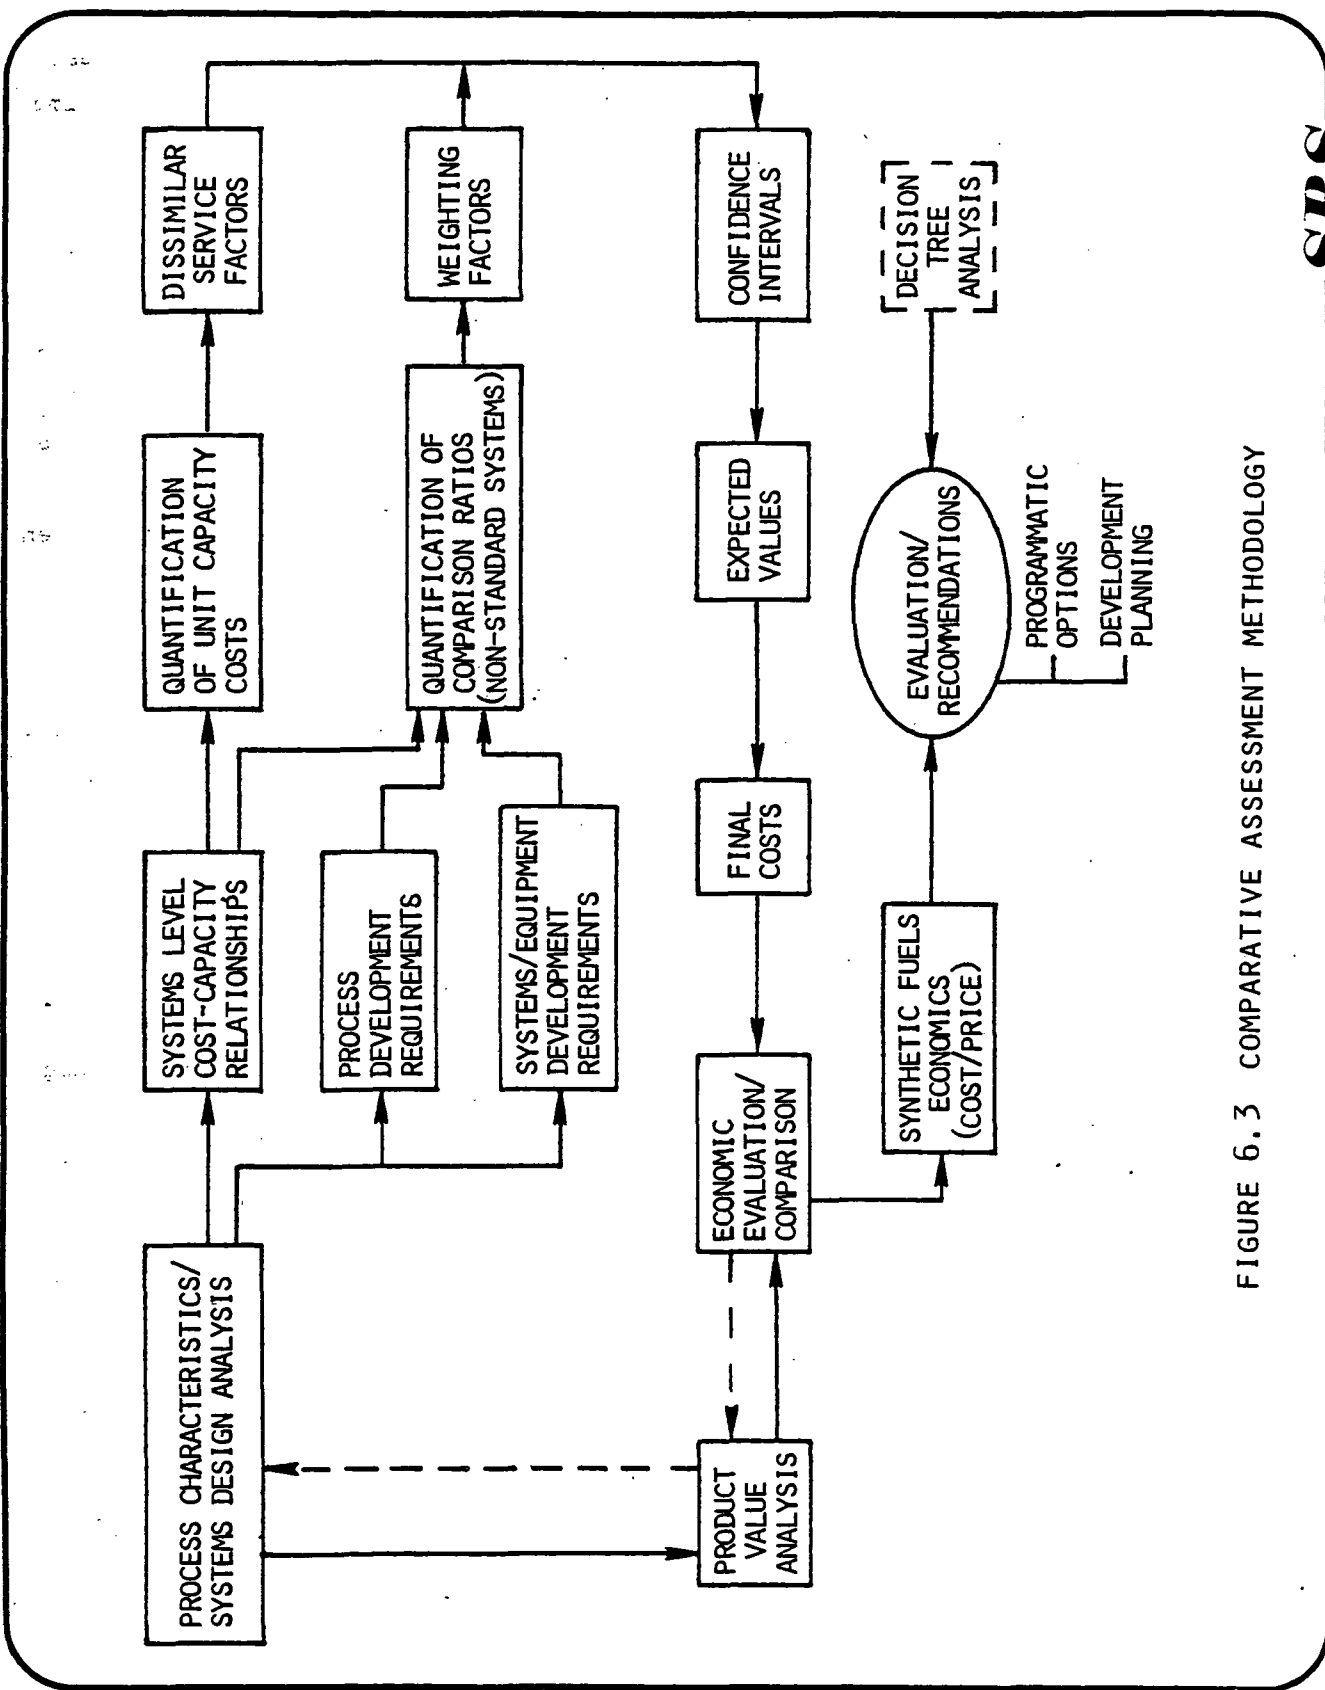 PROCESS CHARACTERISTICS/
SYSTEMS DESIGN ANALYSIS
SYSTEMS LEVEL
COST-CAPACITY
RELATIONSHIPS
QUANTIFICATION
OF UNIT CAPACITY
COSTS
DISSIMILAR
SERVICE
FACTORS
PROCESS
DEVELOPMENT
REQUIREMENTS
QUANTIFICATION OF
COMPARISON RATIOS
(NON-STANDARD SYSTEMS)
WEIGHTING
FACTORS
SYSTEMS/EQUIPMENT
DEVELOPMENT
REQUIREMENTS
PRODUCT
VALUE
ANALYSIS
ECONOMIC
EVALUATION/
COMPARISON
FINAL
COSTS
EXPECTED
VALUES
CONFIDENCE
INTERVALS
SYNTHETIC FUELS
ECONOMICS
(COST/PRICE)
EVALUATION/
RECOMMENDATIONS
DECISION
TREE
ANALYSIS
PROGRAMMATIC
OPTIONS
DEVELOPMENT
PLANNING
FIGURE 6.3 COMPARATIVE ASSESSMENT METHODOLOGY